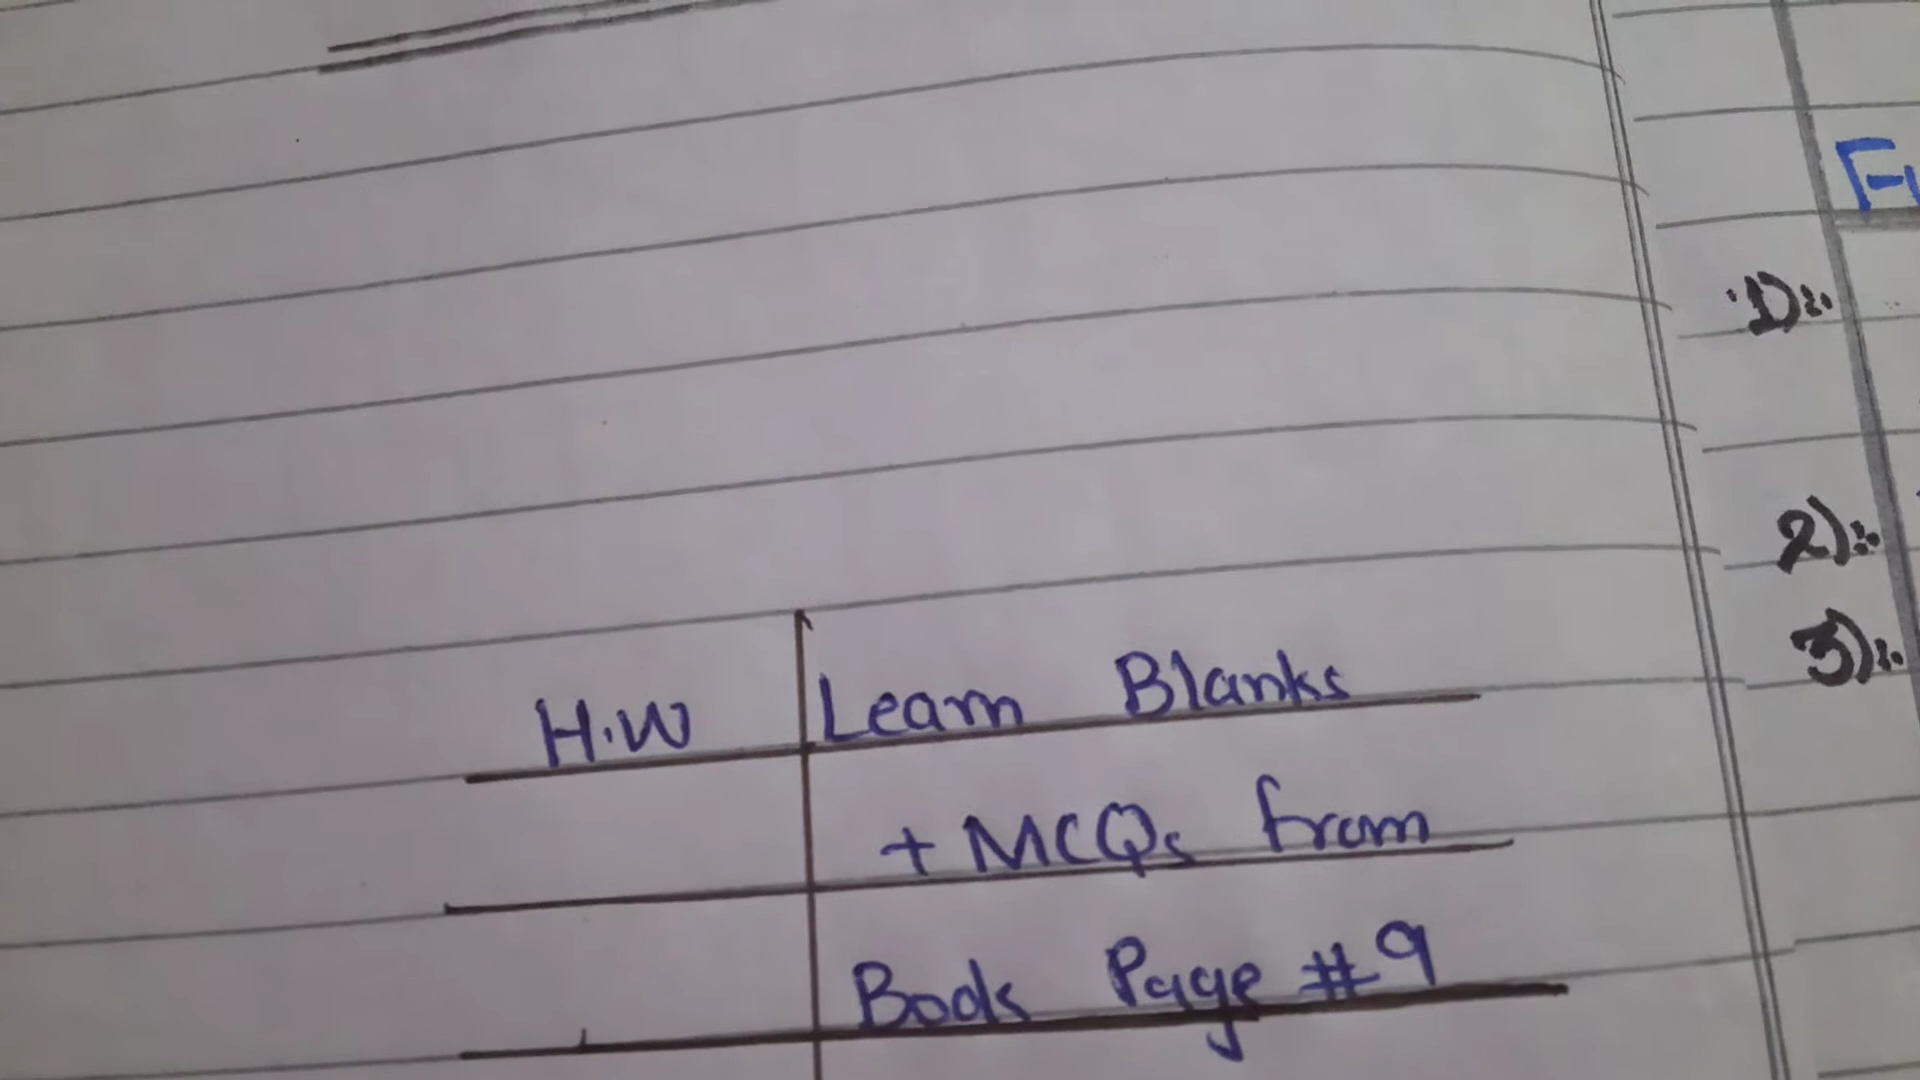 H.W Learn Blanks
+ MCQs from
Book Page #9
1):
2):
3):